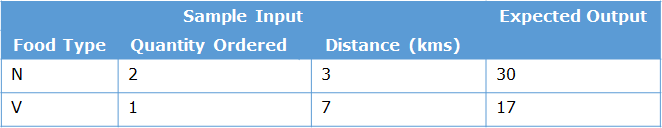 Sample Input Expected Output
Food Type Quantity Ordered Distance (kms)
N 2 3 30
V 1 7 17